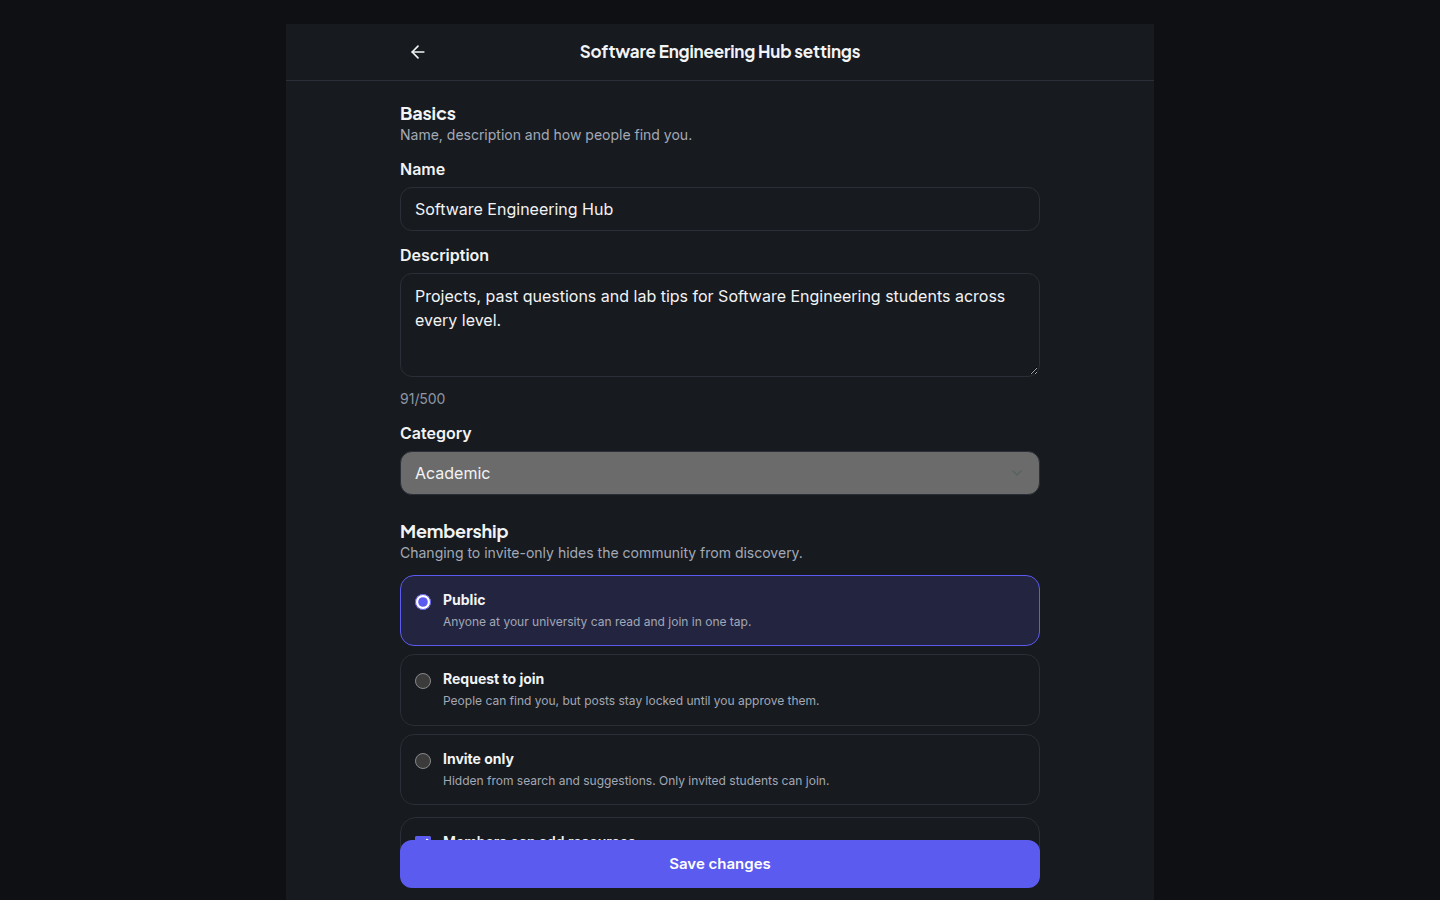 Software Engineering Hub settings
Basics
Name, description and how people find you.
Name
Software Engineering Hub
Description
Projects, past questions and lab tips for Software Engineering students across
every level.
91/500
Category
Academic
Membership
Changing to invite-only hides the community from discovery.
Public
Anyone at your university can read and join in one tap.
Request to join
People can find you, but posts stay locked until you approve them.
Invite only
Hidden from search and suggestions. Only invited students can join.
Members can add resources
Save changes